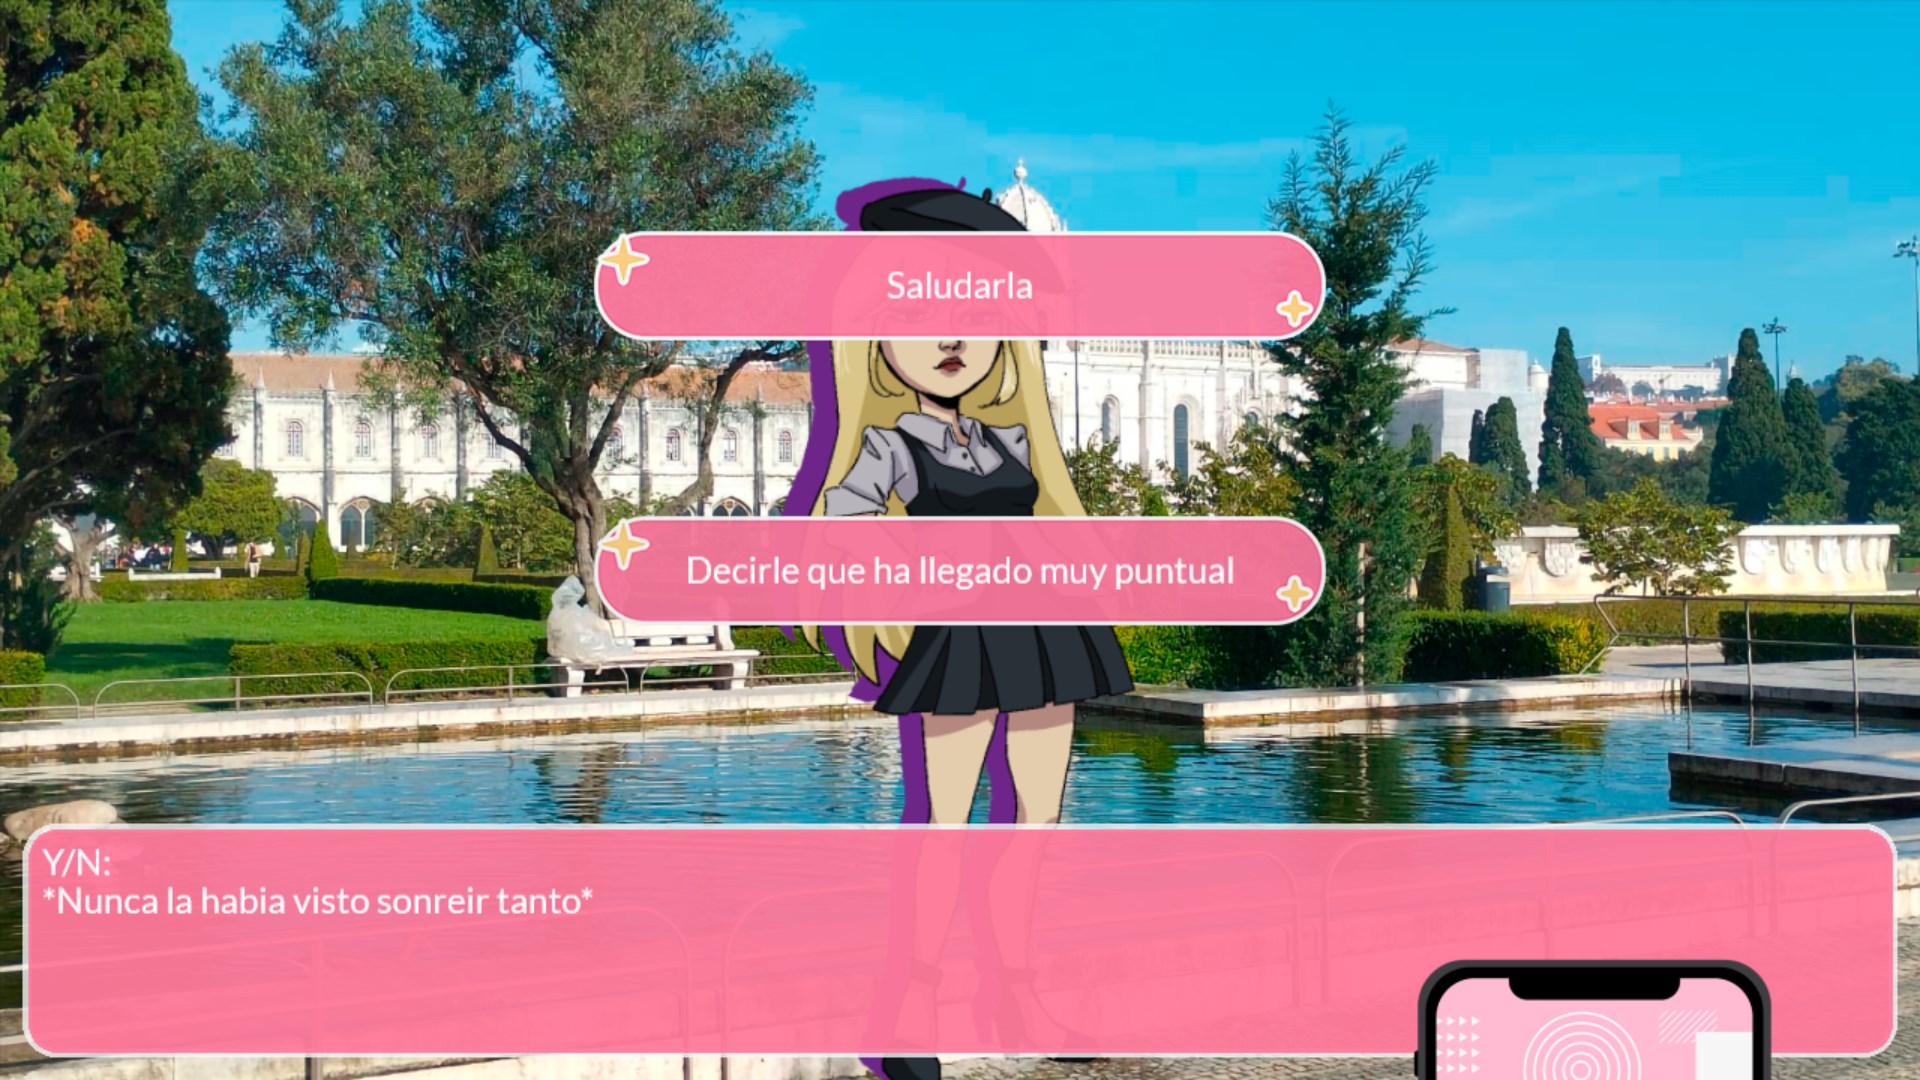 Saludarla
Decirle que ha llegado muy puntual
Y/N:
*Nunca la habia visto sonreir tanto*